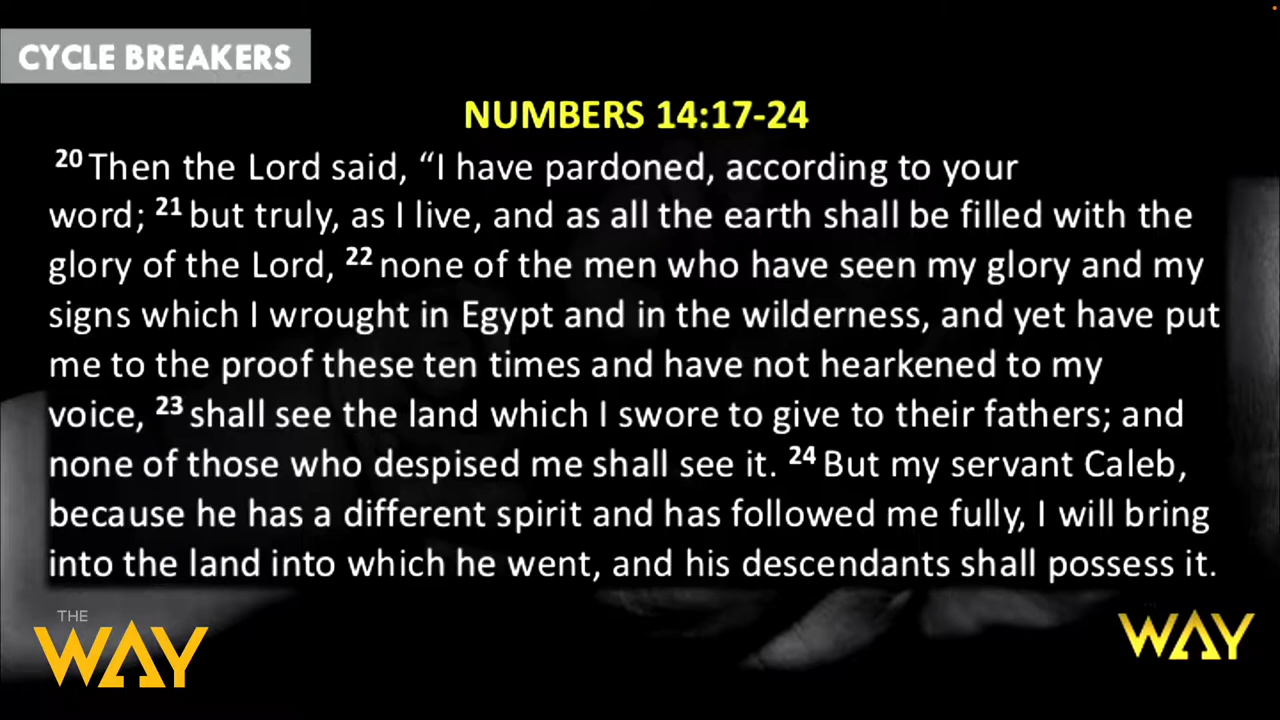 CYCLE BREAKERS
NUMBERS 14:17-24
20 Then the Lord said, “I have pardoned, according to your
word; 21 but truly, as I live, and as all the earth shall be filled with the
glory of the Lord, 22 none of the men who have seen my glory and my
signs which I wrought in Egypt and in the wilderness, and yet have put
me to the proof these ten times and have not hearkened to my
voice, 23 shall see the land which I swore to give to their fathers; and
none of those who despised me shall see it. 24 But my servant Caleb,
because he has a different spirit and has followed me fully, I will bring
into the land into which he went, and his descendants shall possess it.
THE
WAY
WAY